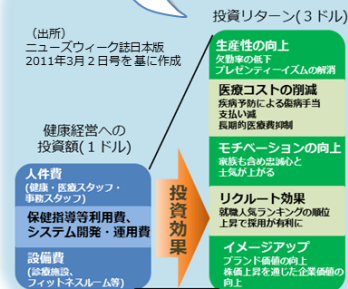 投資リターン(3ドル)
(出所)
ニューズウィーク誌日本版
2011年3月2日号を基に作成
健康経営への
投資額(1ドル)
人件費
(健康・医療スタッフ・
事務スタッフ)
保健指導等利用費、
システム開発・運用費
設備費
(診療施設、
フィットネスルーム等)
投資効果
生産性の向上
欠勤率の低下
プレゼンティーイズムの解消
医療コストの削減
疾病予防による傷病手当
支払い減
長期的医療費抑制
モチベーションの向上
家族も含め忠誠心と
士気が上がる
リクルート効果
就職人気ランキングの順位
上昇で採用が有利に
イメージアップ
ブランド価値の向上
株価上昇を通じた企業価値の
向上